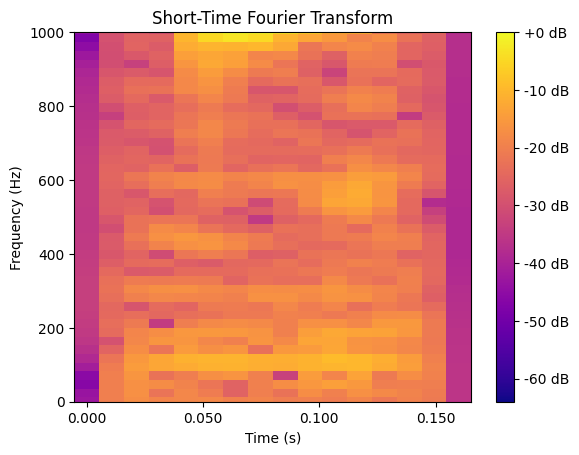 Short-Time Fourier Transform
1000
800
600
400
200
0
Frequency (Hz)
0.000
0.050
0.100
0.150
Time (s)
+0 dB
-10 dB
-20 dB
-30 dB
-40 dB
-50 dB
-60 dB